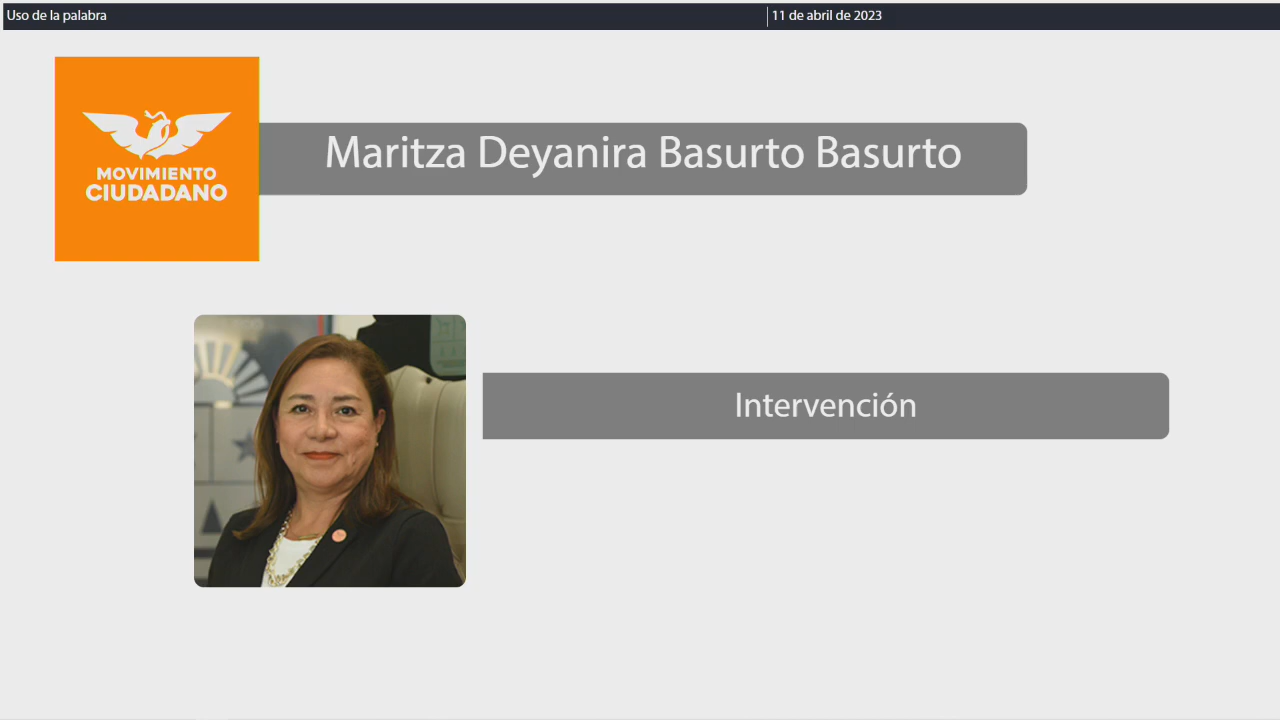 Uso de la palabra
11 de abril de 2023
MOVIMIENTO
CIUDADANO
Maritza Deyanira Basurto Basurto
Intervención